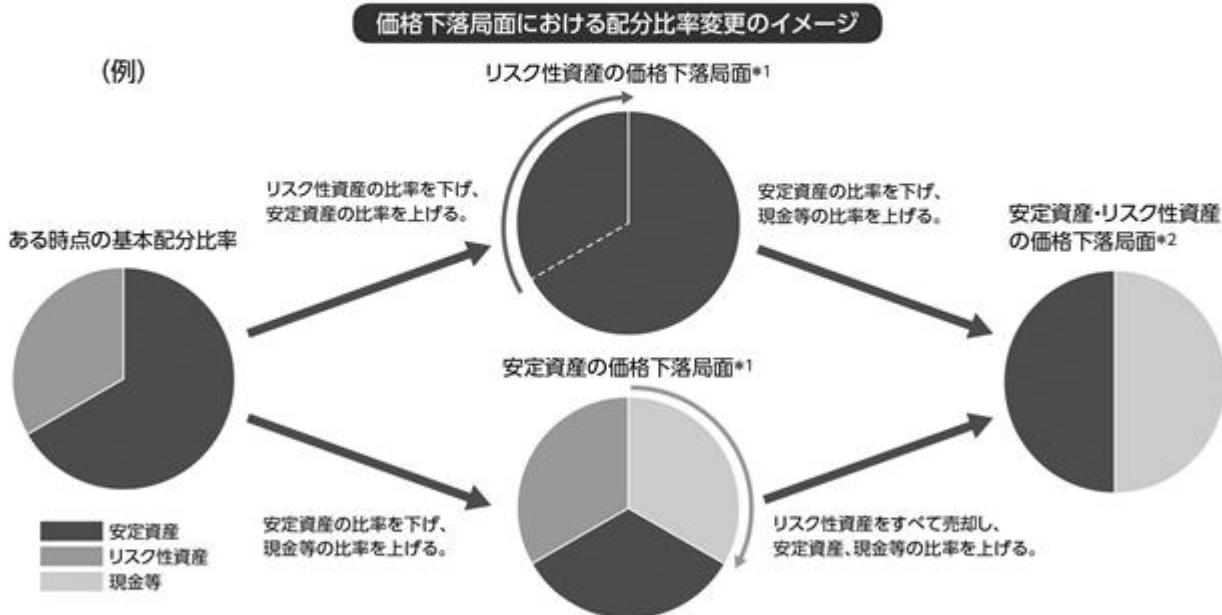 価格下落局面における配分比率変更のイメージ
(例)
リスク性資産の価格下落局面*1
リスク性資産の比率を下げ、
安定資産の比率を上げる。
安定資産の比率を下げ、
現金等の比率を上げる。
ある時点の基本配分比率
安定資産・リスク性資産
の価格下落局面*2
安定資産の価格下落局面*1
安定資産の比率を下げ、
現金等の比率を上げる。
リスク性資産をすべて売却し、
安定資産、現金等の比率を上げる。
安定資産
リスク性資産
現金等